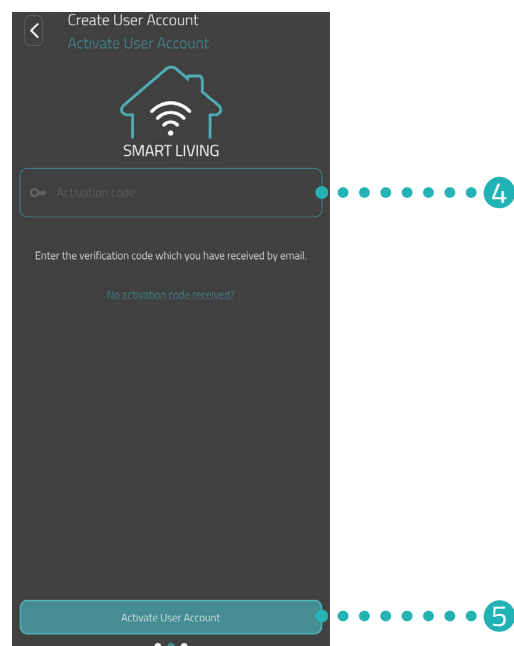 Create User Account
Activate User Account
SMART LIVING
Activation code
4
Enter the verification code which you have received by email.
No activation code received?
Activate User Account
5